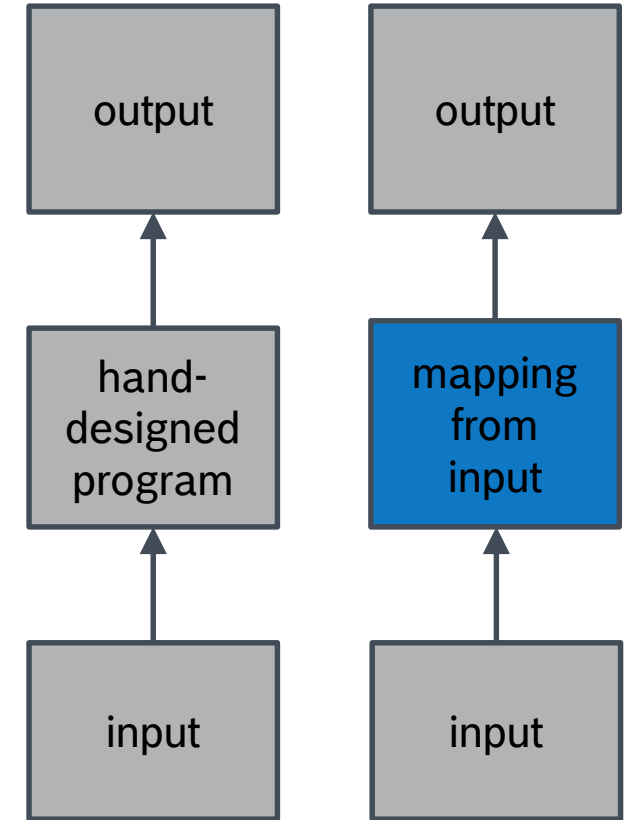 output
output
hand-
designed
program
mapping
from
input
input
input